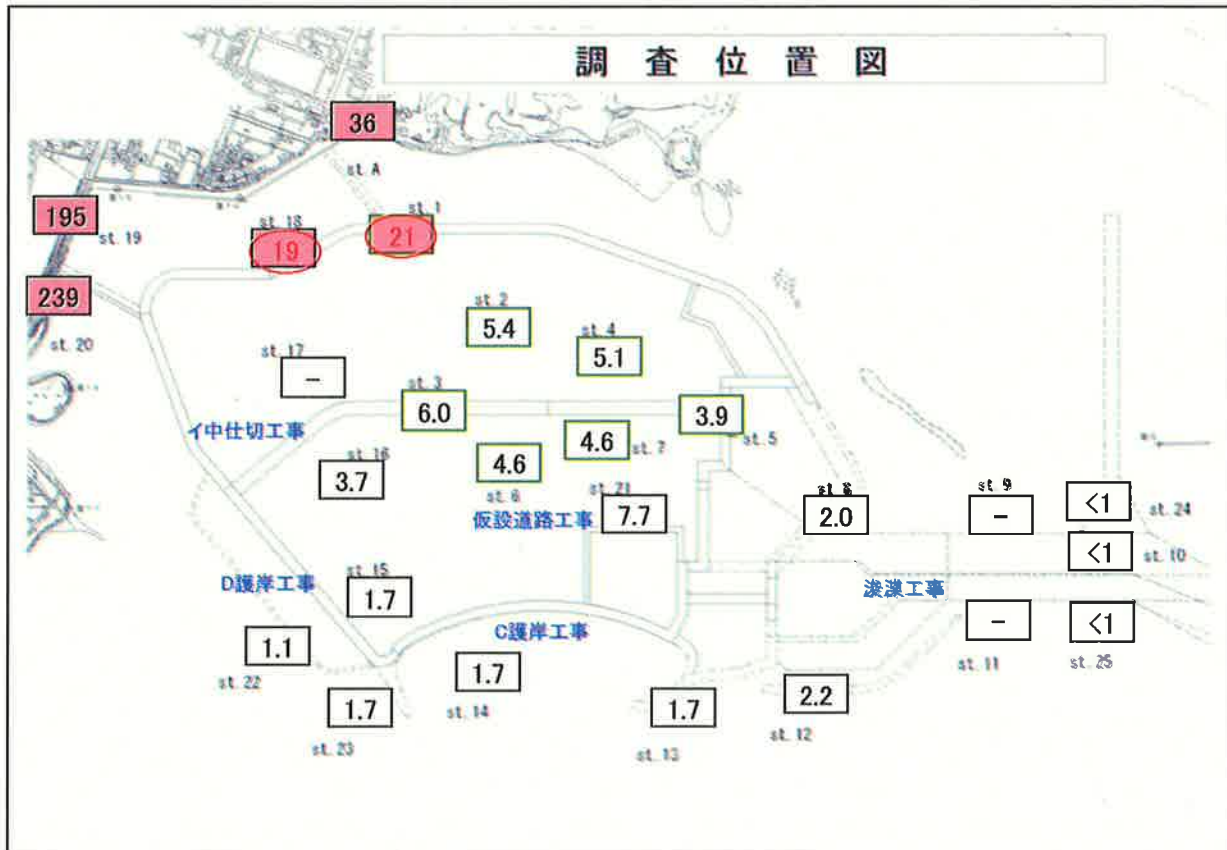 調査位置図
36
st. A
195
st. 19
st. 18
19
st. 1
21
239
st. 20
st. 2
5.4
st. 4
5.1
st. 17
-
st. 3
6.0
3.9
st. 5
イ中仕切工事
4.6
st. 7
st. 16
3.7
4.6
st. 6
st. 21
7.7
仮設道路工事
st. 8
2.0
st. 9
-
<1
st. 24
<1
st. 10
浚渫工事
D護岸工事
st. 15
1.7
C護岸工事
-
st. 11
<1
st. 25
1.1
st. 22
1.7
st. 14
1.7
st. 23
1.7
st. 13
2.2
st. 12